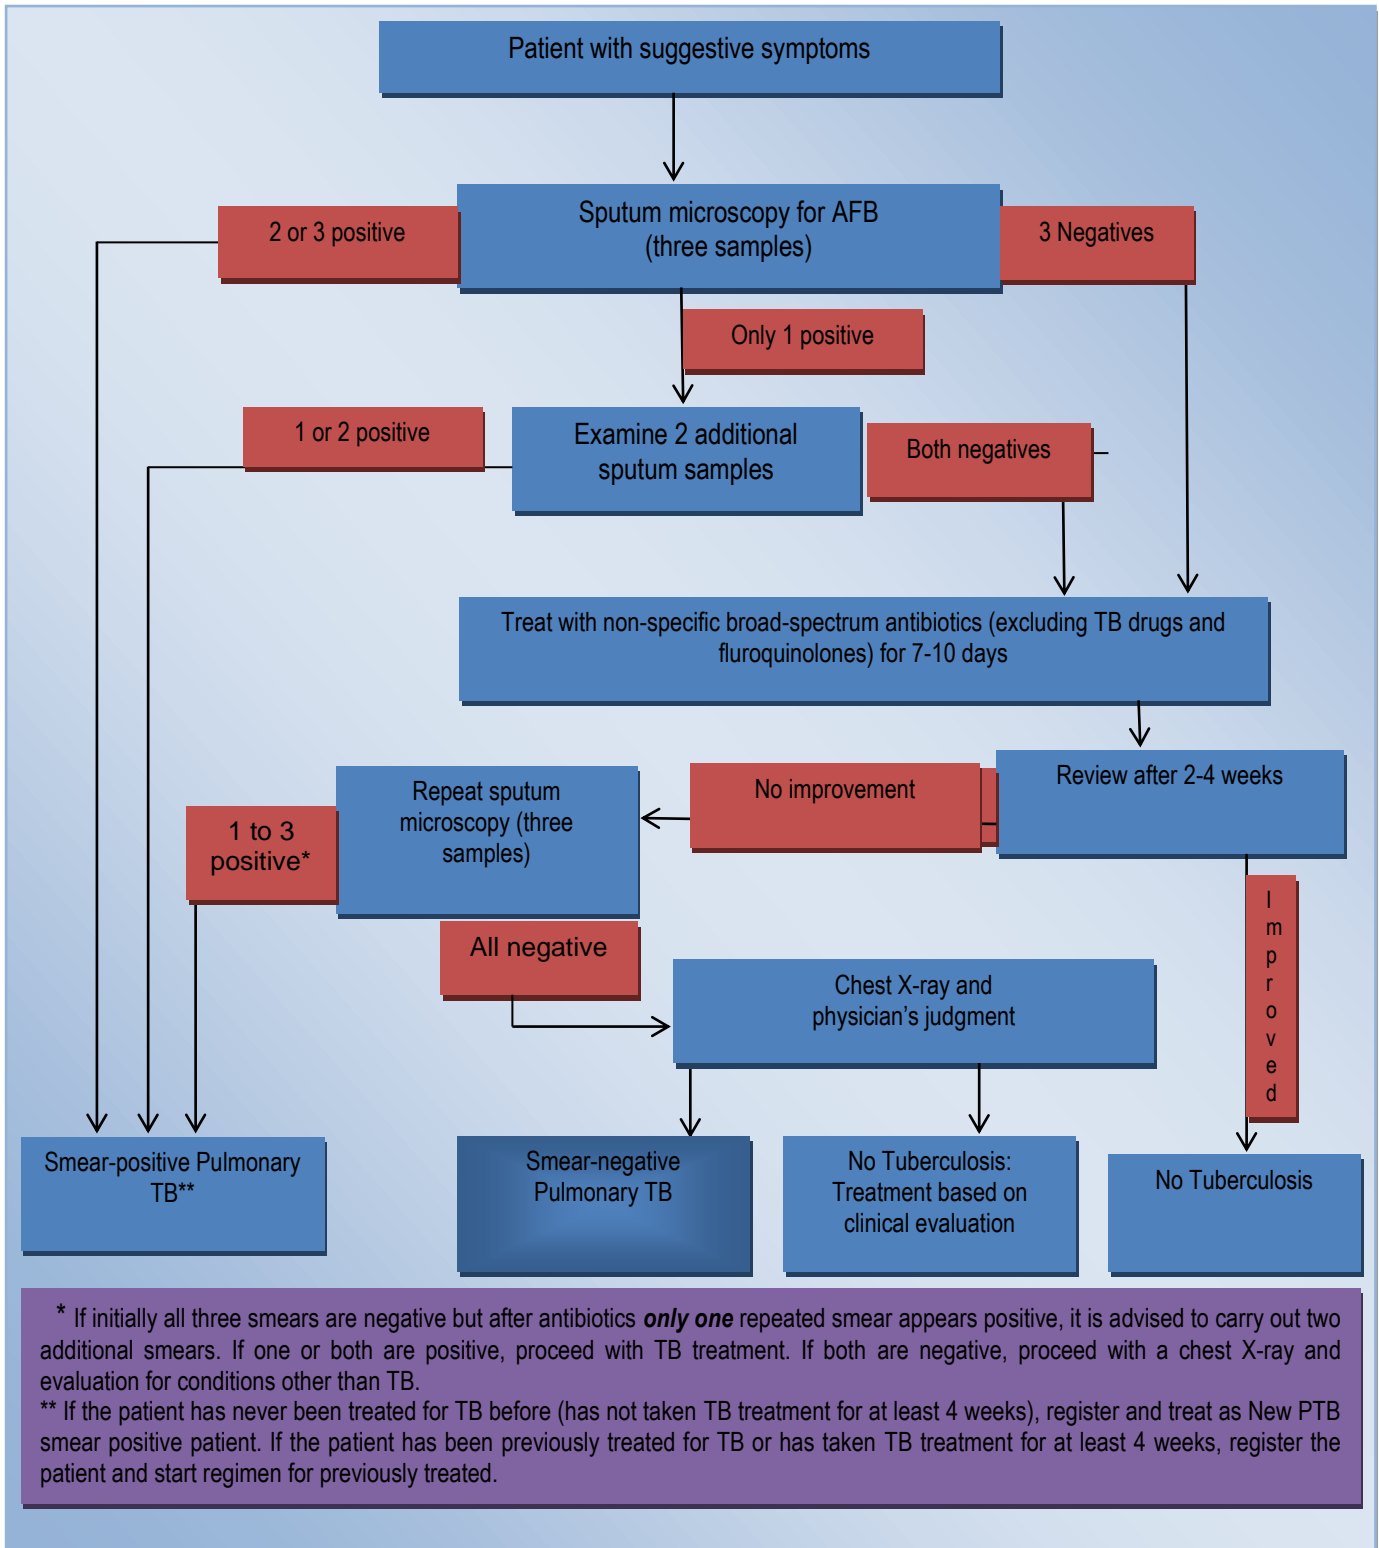 Patient with suggestive symptoms
2 or 3 positive
Sputum microscopy for AFB
(three samples)
3 Negatives
Only 1 positive
1 or 2 positive
Examine 2 additional
sputum samples
Both negatives
Treat with non-specific broad-spectrum antibiotics (excluding TB drugs and
fluroquinolones) for 7-10 days
Review after 2-4 weeks
No improvement
Repeat sputum
microscopy (three
samples)
1 to 3
positive*
All negative
Improved
Chest X-ray and
physician’s judgment
Smear-positive Pulmonary
TB**
Smear-negative
Pulmonary TB
No Tuberculosis:
Treatment based on
clinical evaluation
No Tuberculosis
* If initially all three smears are negative but after antibiotics only one repeated smear appears positive, it is advised to carry out two
additional smears. If one or both are positive, proceed with TB treatment. If both are negative, proceed with a chest X-ray and
evaluation for conditions other than TB.
** If the patient has never been treated for TB before (has not taken TB treatment for at least 4 weeks), register and treat as New PTB
smear positive patient. If the patient has been previously treated for TB or has taken TB treatment for at least 4 weeks, register the
patient and start regimen for previously treated.